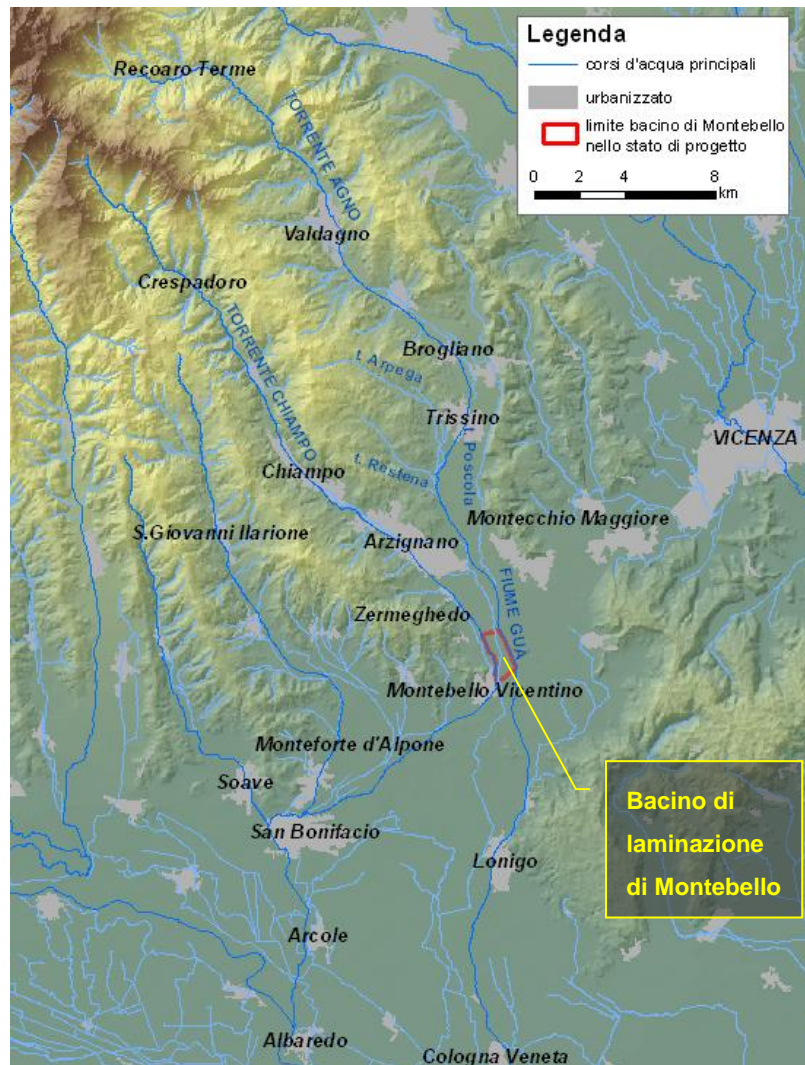 Legenda
corsi d'acqua principali
urbanizzato
limite bacino di Montebello
nello stato di progetto
0 2 4 8
km
Recoaro Terme
TORRENTE AGNO
Valdagno
Crespadoro
TORRENTE CHIAMPO
Brogliano
t. Arpega
Trissino
t. Poscola
VICENZA
Chiampo
t. Restena
Montecchio Maggiore
S.Giovanni Ilarione
Arzignano
FIUME GUA
Zermeghedo
Montebello Vicentino
Monteforte d'Alpone
Soave
San Bonifacio
Bacino di
laminazione
di Montebello
Lonigo
Arcole
Albaredo
Cologna Veneta